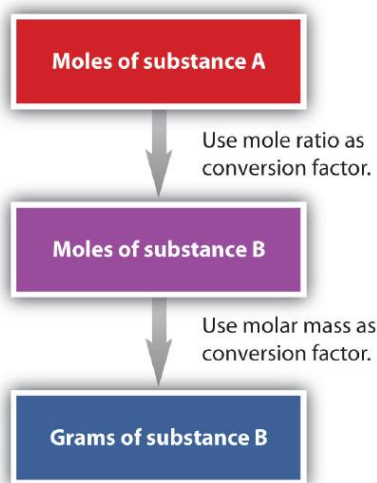 Moles of substance A
Use mole ratio as
conversion factor.
Moles of substance B
Use molar mass as
conversion factor.
Grams of substance B